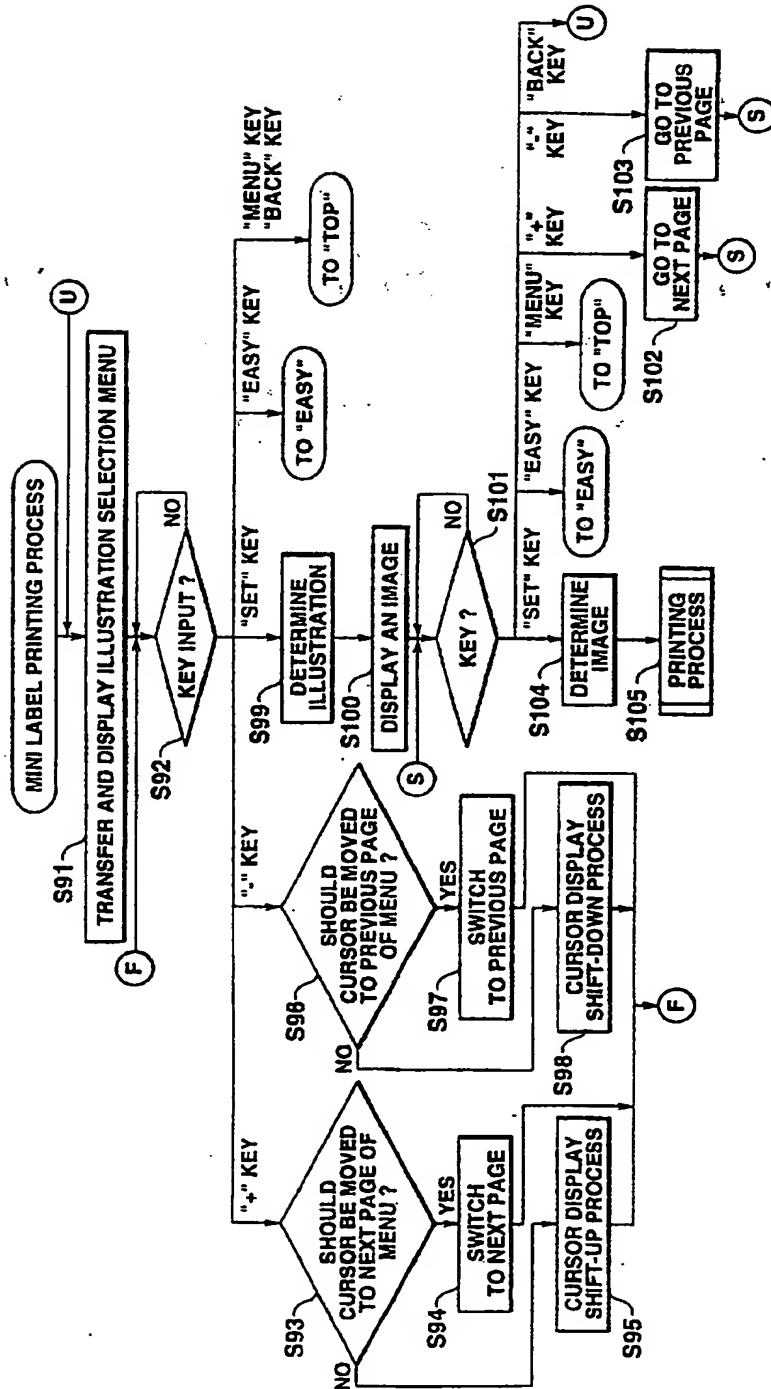 MINI LABEL PRINTING PROCESS
U
S91
TRANSFER AND DISPLAY ILLUSTRATION SELECTION MENU
F
S92
KEY INPUT ?
NO
"+" KEY
"-" KEY
"SET" KEY
"EASY" KEY
"MENU" KEY
"BACK" KEY
S93
SHOULD
CURSOR BE MOVED
TO NEXT PAGE OF
MENU ?
NO
YES
S94
SWITCH
TO NEXT PAGE
S95
CURSOR DISPLAY
SHIFT-UP PROCESS
S96
SHOULD
CURSOR BE MOVED
TO PREVIOUS PAGE
OF MENU ?
NO
YES
S97
SWITCH
TO PREVIOUS PAGE
S98
CURSOR DISPLAY
SHIFT-DOWN PROCESS
F
S99
DETERMINE
ILLUSTRATION
TO "EASY"
TO "TOP"
S100
DISPLAY AN IMAGE
S
KEY ?
NO
S101
"SET" KEY
"EASY" KEY
"MENU"
KEY
"+"
KEY
"-"
KEY
"BACK"
KEY
S104
DETERMINE
IMAGE
S105
PRINTING
PROCESS
TO "EASY"
TO "TOP"
S102
GO TO
NEXT PAGE
S
S103
GO TO
PREVIOUS
PAGE
S
U